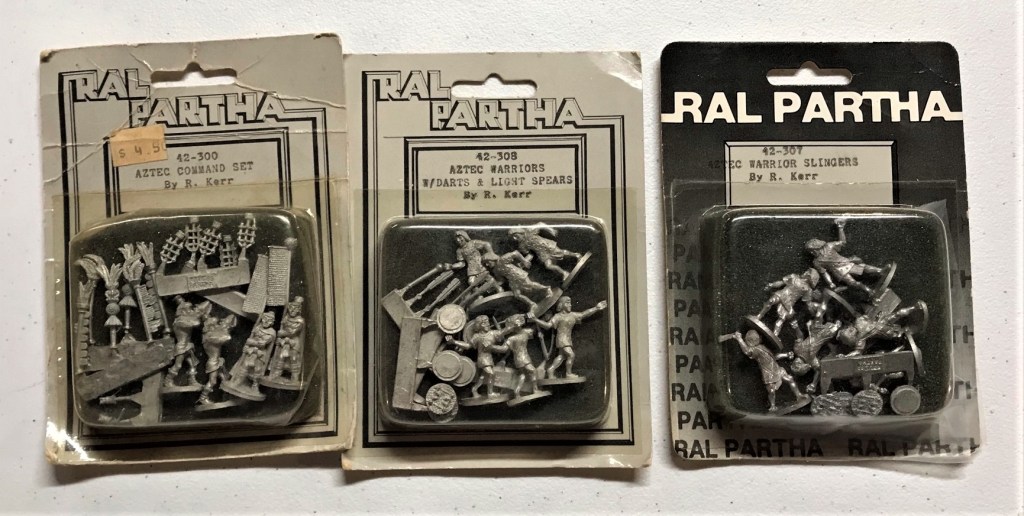 RAL
PARTHA
$ 4.5
42-300
AZTEC COMMAND SET
By R. Kerr
RAL
PARTHA
42-308
AZTEC WARRIORS
W/DARTS & LIGHT SPEARS
By R. Kerr
RAL PARTHA
42-307
AZTEC WARRIOR SLINGERS
By R. Kerr
RAL PARTHA RAL PARTH